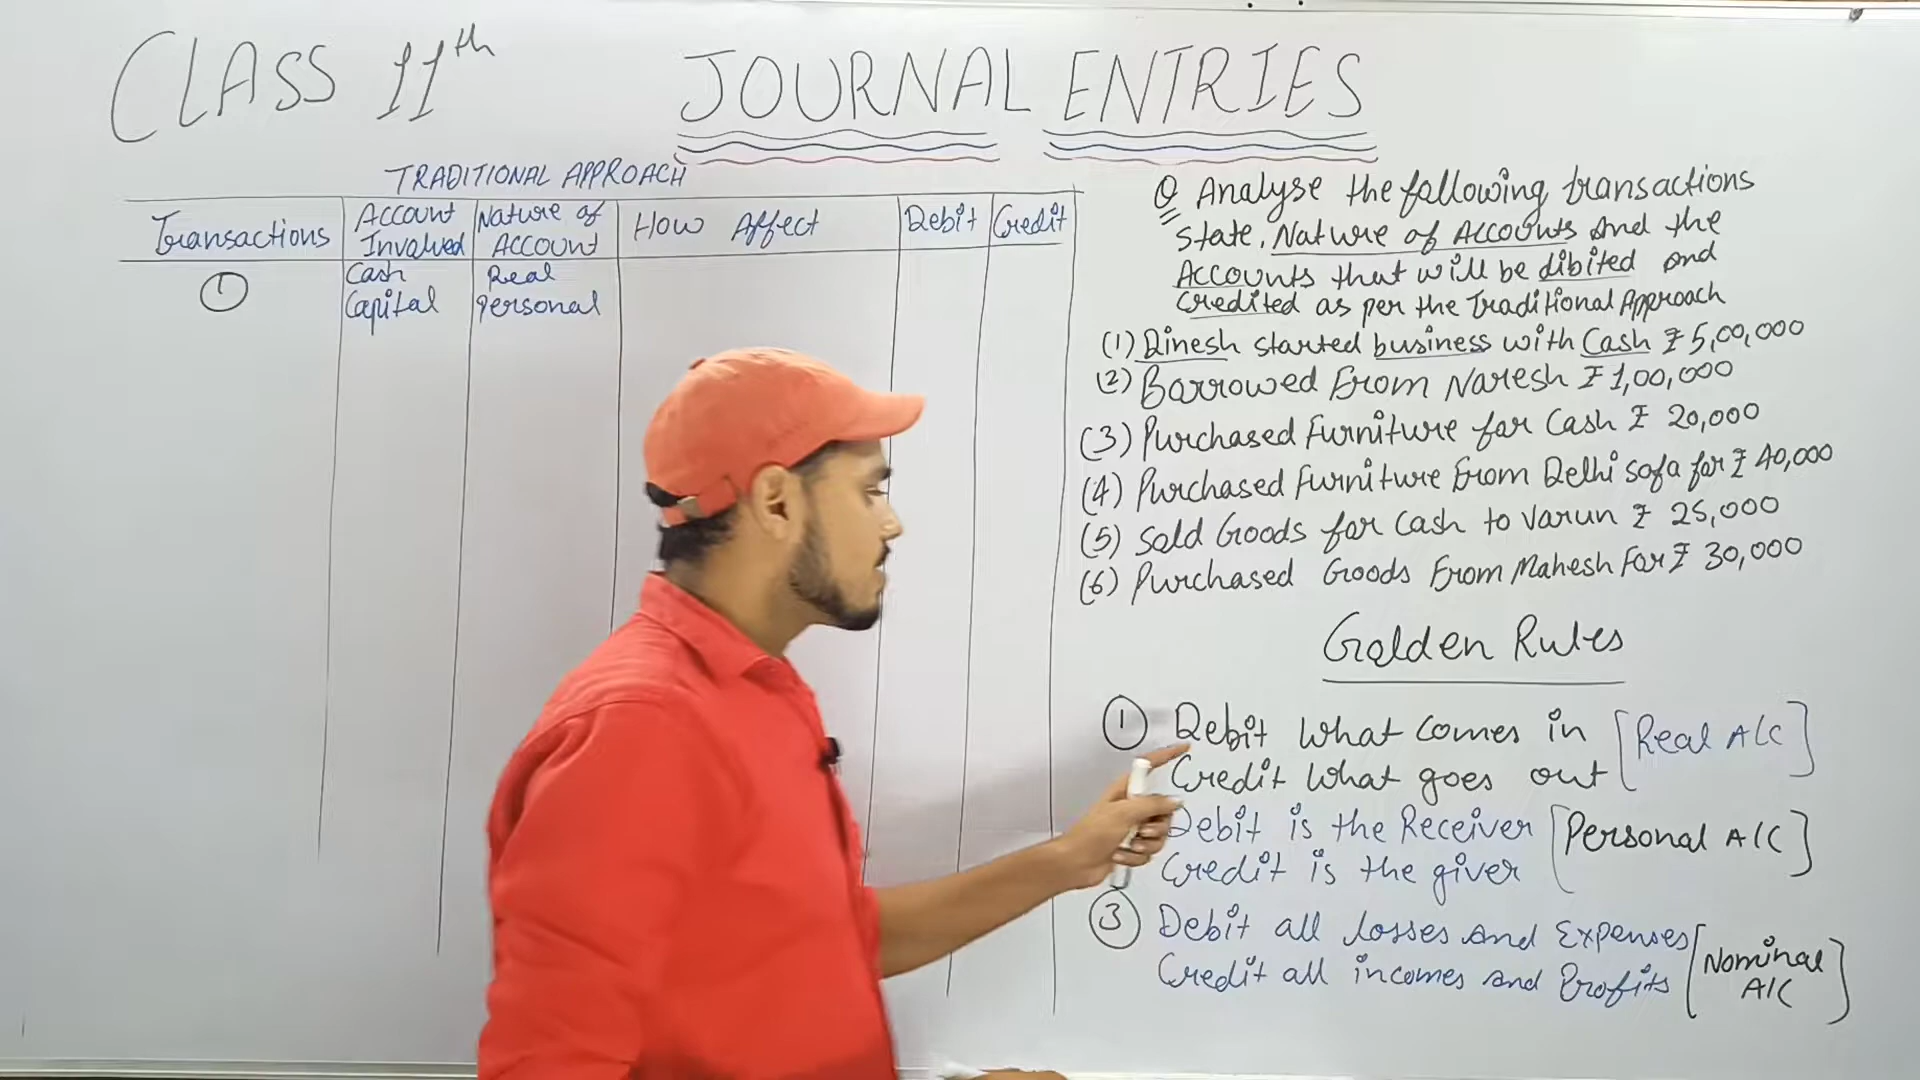 CLASS 11th
JOURNAL ENTRIES
TRADITIONAL APPROACH
Transactions
Account Involved
Nature of Account
How Affect
Debit
Credit
1
Cash
Real
Capital
Personal
Q Analyse the following transactions
State, Nature of Accounts and the
Accounts that will be dibited and
Credited as per the Traditional Approach
(1) Dinesh started business with Cash ₹ 5,00,000
(2) Barrowed From Naresh ₹ 1,00,000
(3) Purchased Furniture for Cash ₹ 20,000
(4) Purchased Furniture From Delhi Sofa for ₹ 40,000
(5) Sold Goods for Cash to Varun ₹ 25,000
(6) Purchased Goods From Mahesh For ₹ 30,000
Golden Rules
1 Debit What Comes in [Real A/C]
Credit What goes out
Debit is the Receiver [Personal A/C]
Credit is the giver
3 Debit all losses and Expenses [Nominal A/C]
Credit all incomes and Profits